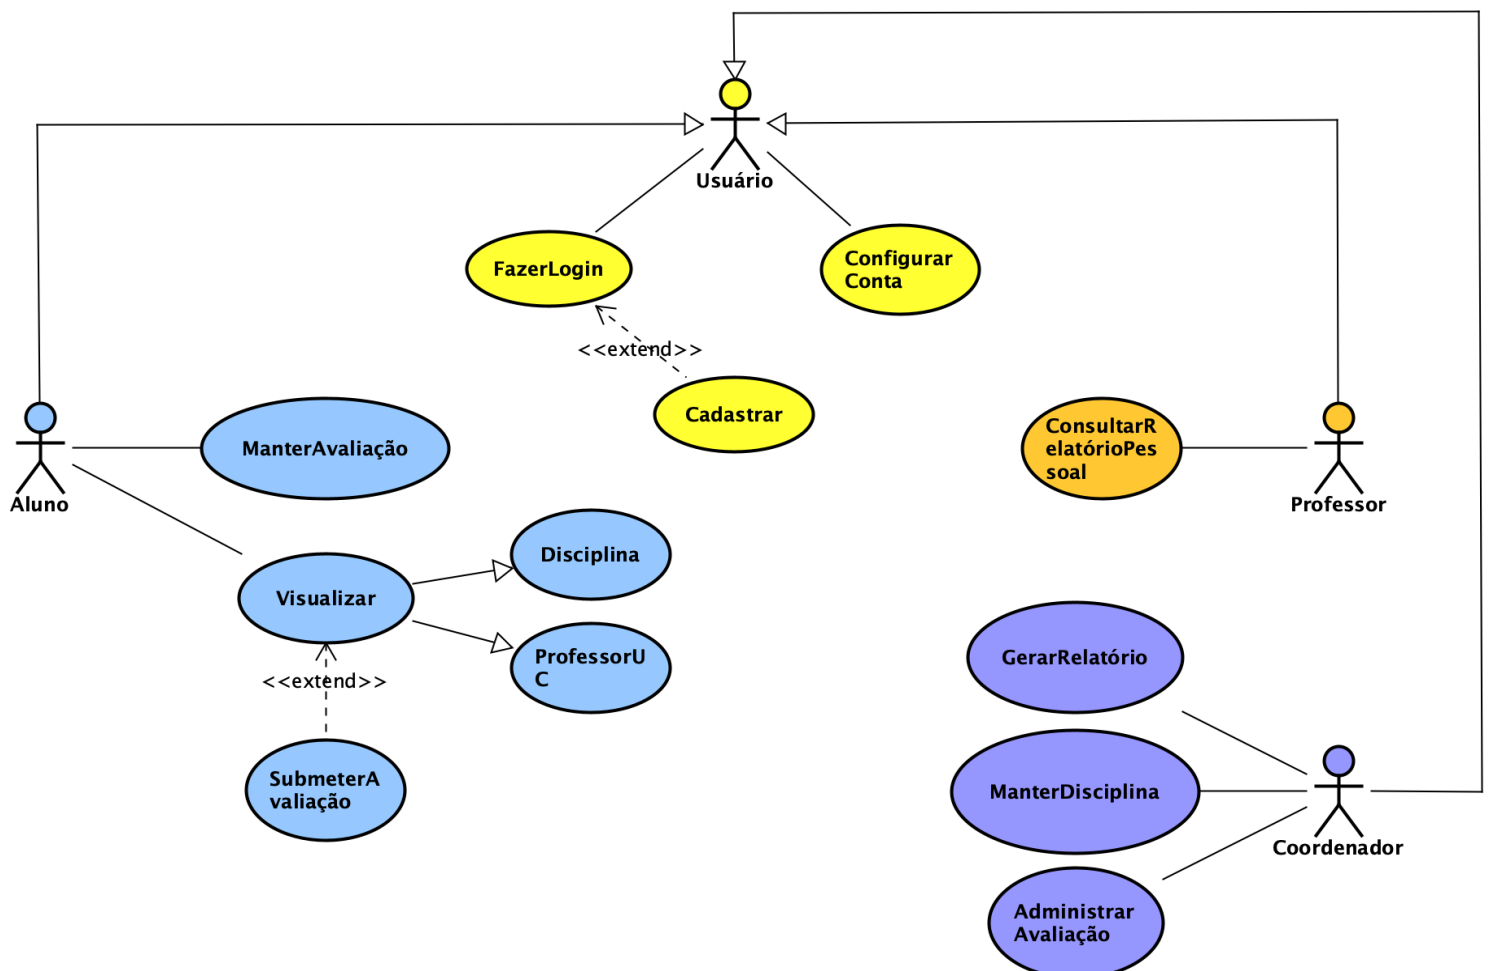 Usuário
FazerLogin
Configurar
Conta
<<extend>>
Cadastrar
ManterAvaliação
Aluno
ConsultarR
elatórioPes
soal
Professor
Disciplina
Visualizar
ProfessorU
C
<<extend>>
SubmeterA
valiação
GerarRelatório
ManterDisciplina
Coordenador
Administrar
Avaliação